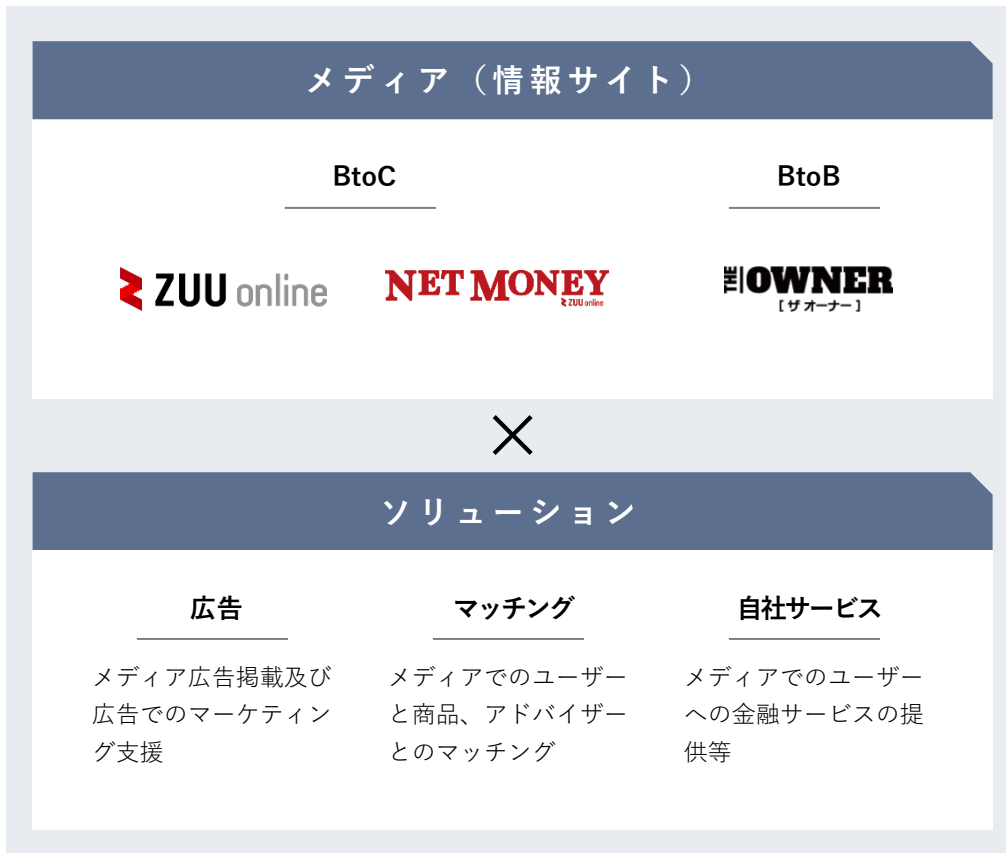 メディア（情報サイト）
BtoC
BtoB
ZUU online
NET MONEY
ZUU online
THE OWNER
[ ザ オーナー ]
×
ソリューション
広告
メディア広告掲載及び
広告でのマーケティン
グ支援
マッチング
メディアでのユーザー
と商品、アドバイザー
とのマッチング
自社サービス
メディアでのユーザー
への金融サービスの提
供等